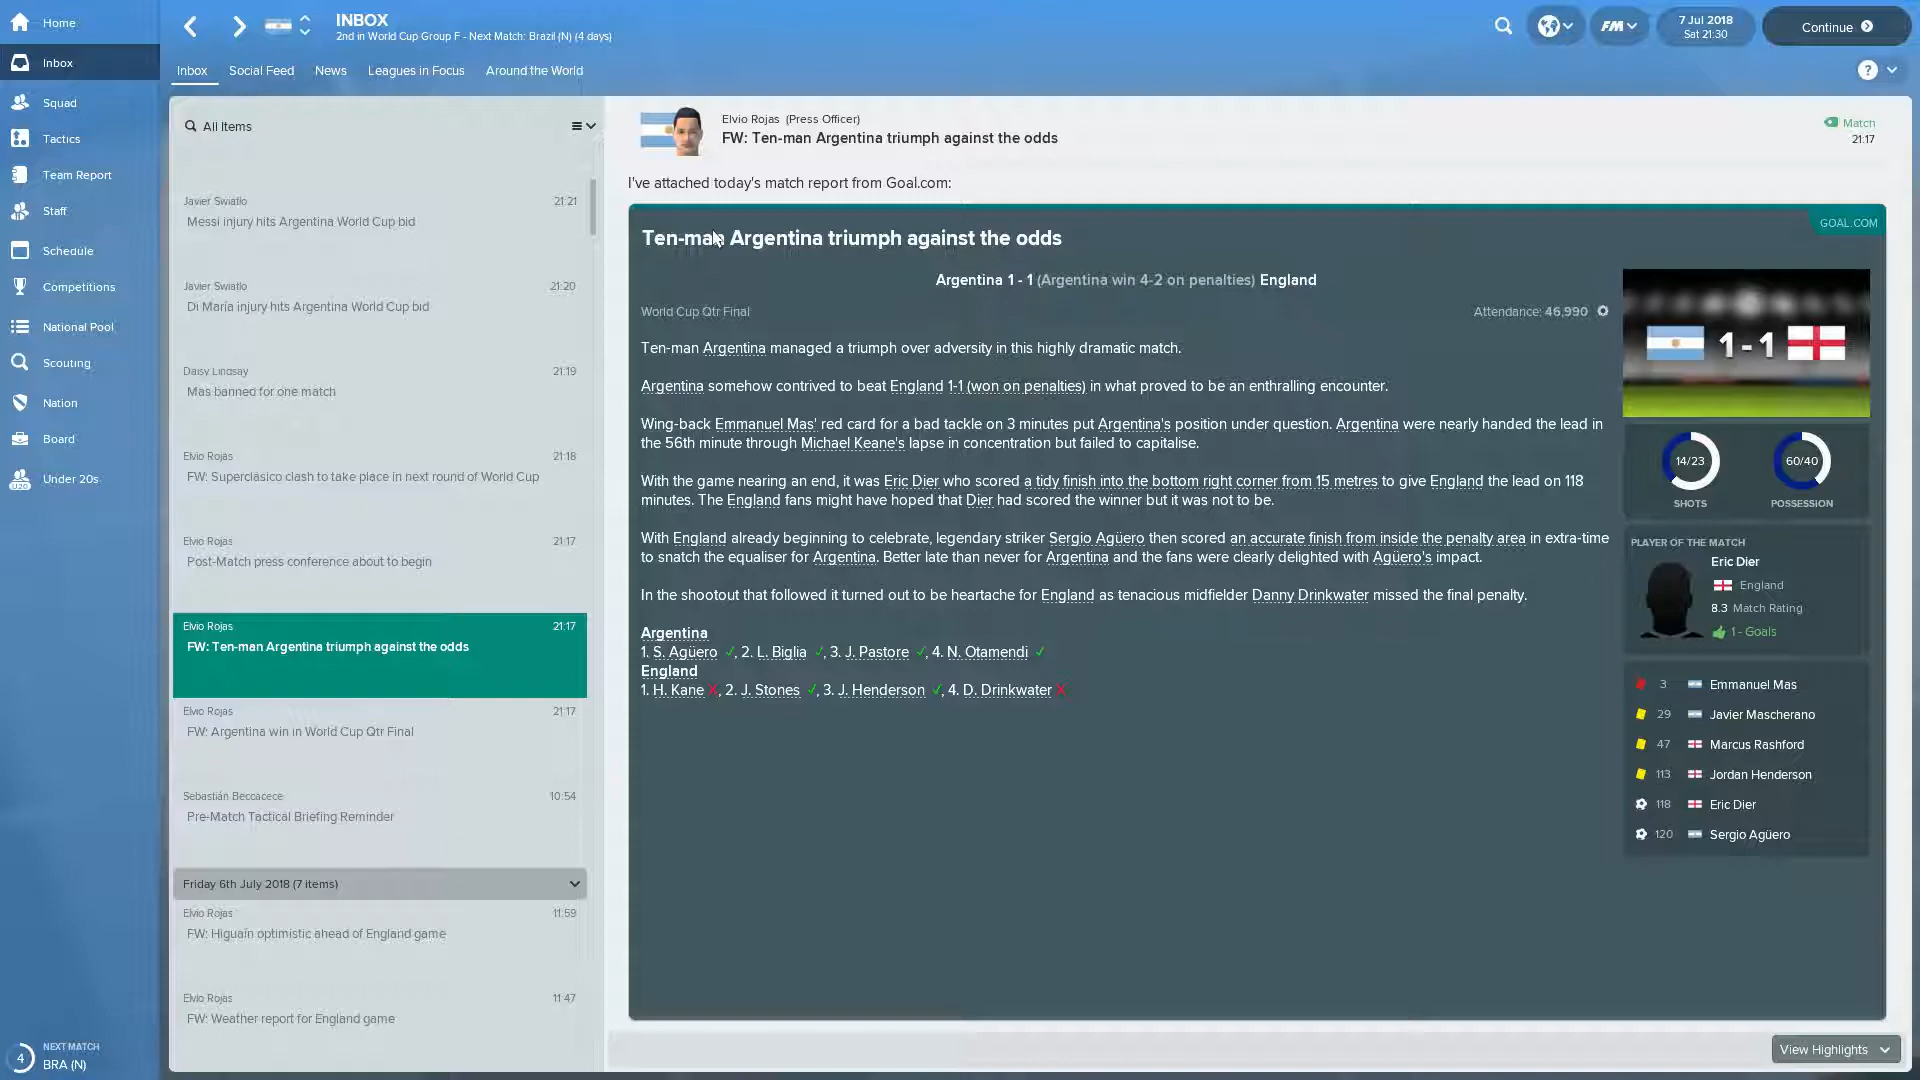 Home
Inbox
Squad
Tactics
Team Report
Staff
Schedule
Competitions
National Pool
Scouting
Nation
Board
U20
Under 20s
4
NEXT MATCH
BRA (N)
INBOX
2nd in World Cup Group F - Next Match: Brazil (N) (4 days)
FM
7 Jul 2018
Sat 21:30
Continue
Inbox
Social Feed
News
Leagues in Focus
Around the World
?
All Items
Javier Swiatlo 21:21
Messi injury hits Argentina World Cup bid
Javier Swiatlo 21:20
Di María injury hits Argentina World Cup bid
Daisy Lindsay 21:19
Mas banned for one match
Elvio Rojas 21:18
FW: Superclásico clash to take place in next round of World Cup
Elvio Rojas 21:17
Post-Match press conference about to begin
Elvio Rojas 21:17
FW: Ten-man Argentina triumph against the odds
Elvio Rojas 21:17
FW: Argentina win in World Cup Qtr Final
Sebastián Beccacece 10:54
Pre-Match Tactical Briefing Reminder
Friday 6th July 2018 (7 items)
Elvio Rojas 11:59
FW: Higuaín optimistic ahead of England game
Elvio Rojas 11:47
FW: Weather report for England game
Elvio Rojas (Press Officer)
FW: Ten-man Argentina triumph against the odds
Match
21:17
I've attached today's match report from Goal.com:
GOAL.COM
Ten-man Argentina triumph against the odds
Argentina 1 - 1 (Argentina win 4-2 on penalties) England
World Cup Qtr Final
Attendance: 46,990
Ten-man Argentina managed a triumph over adversity in this highly dramatic match.
Argentina somehow contrived to beat England 1-1 (won on penalties) in what proved to be an enthralling encounter.
Wing-back Emmanuel Mas' red card for a bad tackle on 3 minutes put Argentina's position under question. Argentina were nearly handed the lead in
the 56th minute through Michael Keane's lapse in concentration but failed to capitalise.
With the game nearing an end, it was Eric Dier who scored a tidy finish into the bottom right corner from 15 metres to give England the lead on 118
minutes. The England fans might have hoped that Dier had scored the winner but it was not to be.
With England already beginning to celebrate, legendary striker Sergio Agüero then scored an accurate finish from inside the penalty area in extra-time
to snatch the equaliser for Argentina. Better late than never for Argentina and the fans were clearly delighted with Agüero's impact.
In the shootout that followed it turned out to be heartache for England as tenacious midfielder Danny Drinkwater missed the final penalty.
Argentina
1. S. Agüero ✓, 2. L. Biglia ✓, 3. J. Pastore ✓, 4. N. Otamendi ✓
England
1. H. Kane X, 2. J. Stones ✓, 3. J. Henderson ✓, 4. D. Drinkwater X
1 - 1
14/23
SHOTS
60/40
POSSESSION
PLAYER OF THE MATCH
Eric Dier
England
8.3 Match Rating
1 - Goals
3 Emmanuel Mas
29 Javier Mascherano
47 Marcus Rashford
113 Jordan Henderson
118 Eric Dier
120 Sergio Agüero
View Highlights